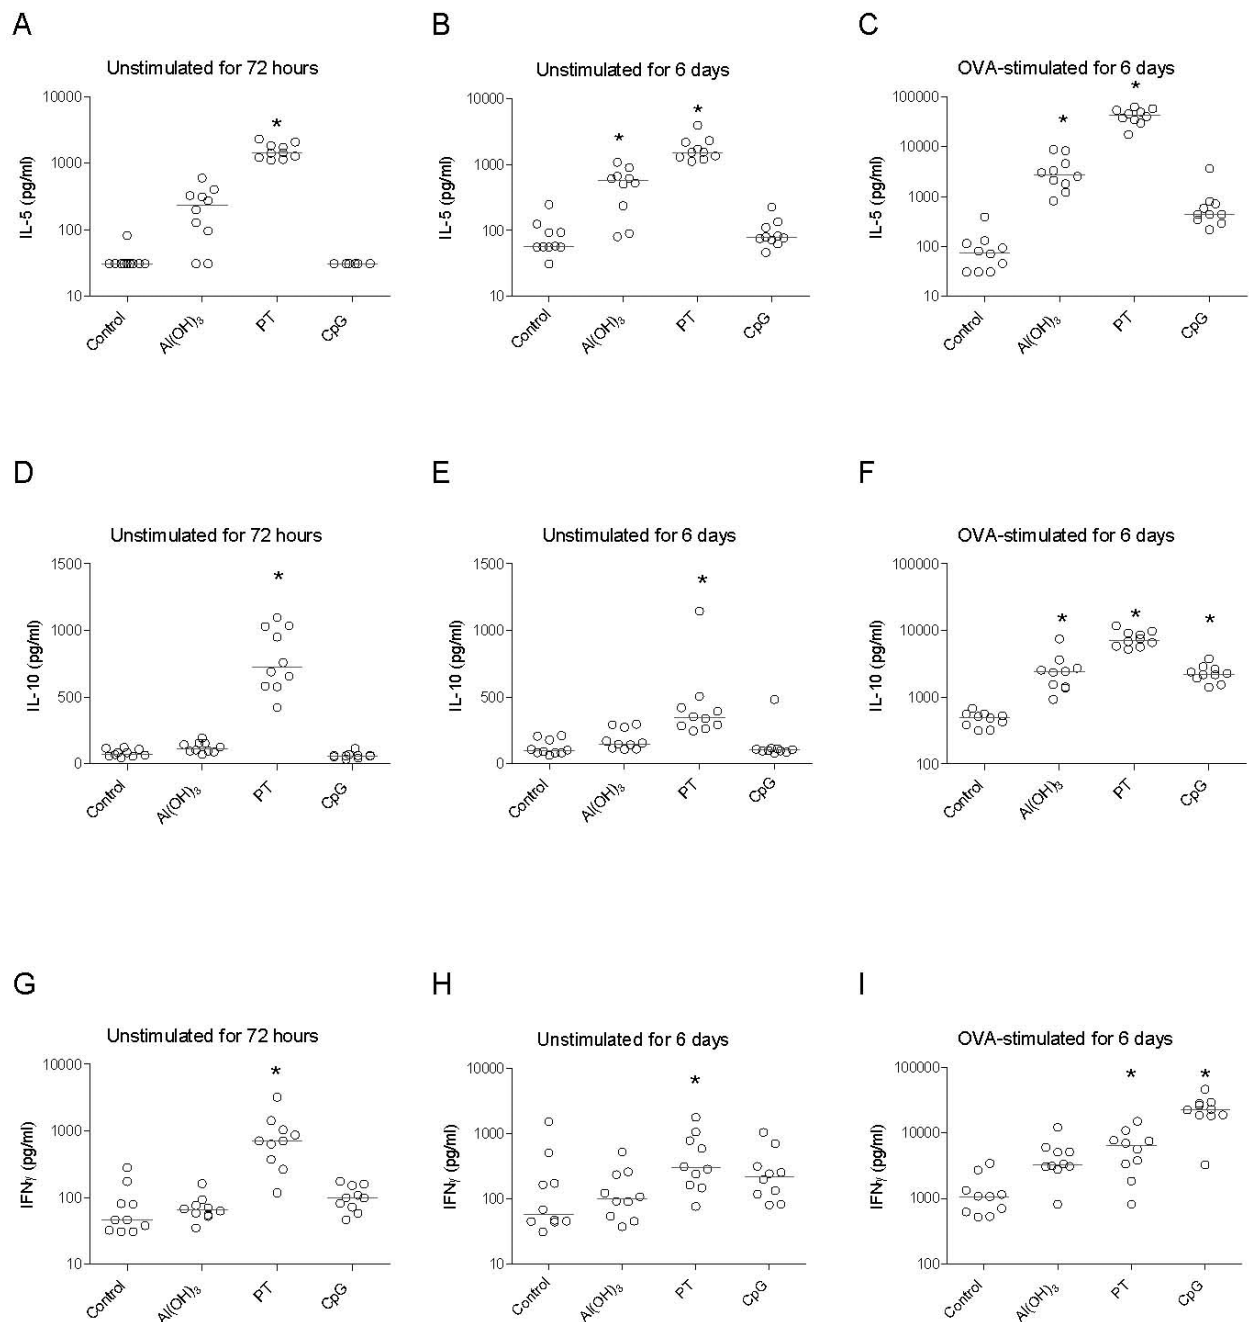 A
B
C
Unstimulated for 72 hours
Unstimulated for 6 days
OVA-stimulated for 6 days
IL-5 (pg/ml)
10000
1000
100
10
*
Control
Al(OH)₃
PT
CpG
IL-5 (pg/ml)
10000
1000
100
10
*
*
Control
Al(OH)₃
PT
CpG
IL-5 (pg/ml)
100000
10000
1000
100
10
*
*
Control
Al(OH)₃
PT
CpG
D
E
F
Unstimulated for 72 hours
Unstimulated for 6 days
OVA-stimulated for 6 days
IL-10 (pg/ml)
1500
1000
500
0
*
Control
Al(OH)₃
PT
CpG
IL-10 (pg/ml)
1500
1000
500
0
*
Control
Al(OH)₃
PT
CpG
IL-10 (pg/ml)
100000
10000
1000
100
*
*
*
Control
Al(OH)₃
PT
CpG
G
H
I
Unstimulated for 72 hours
Unstimulated for 6 days
OVA-stimulated for 6 days
IFNγ (pg/ml)
10000
1000
100
10
*
Control
Al(OH)₃
PT
CpG
IFNγ (pg/ml)
10000
1000
100
10
*
Control
Al(OH)₃
PT
CpG
IFNγ (pg/ml)
100000
10000
1000
100
*
*
Control
Al(OH)₃
PT
CpG